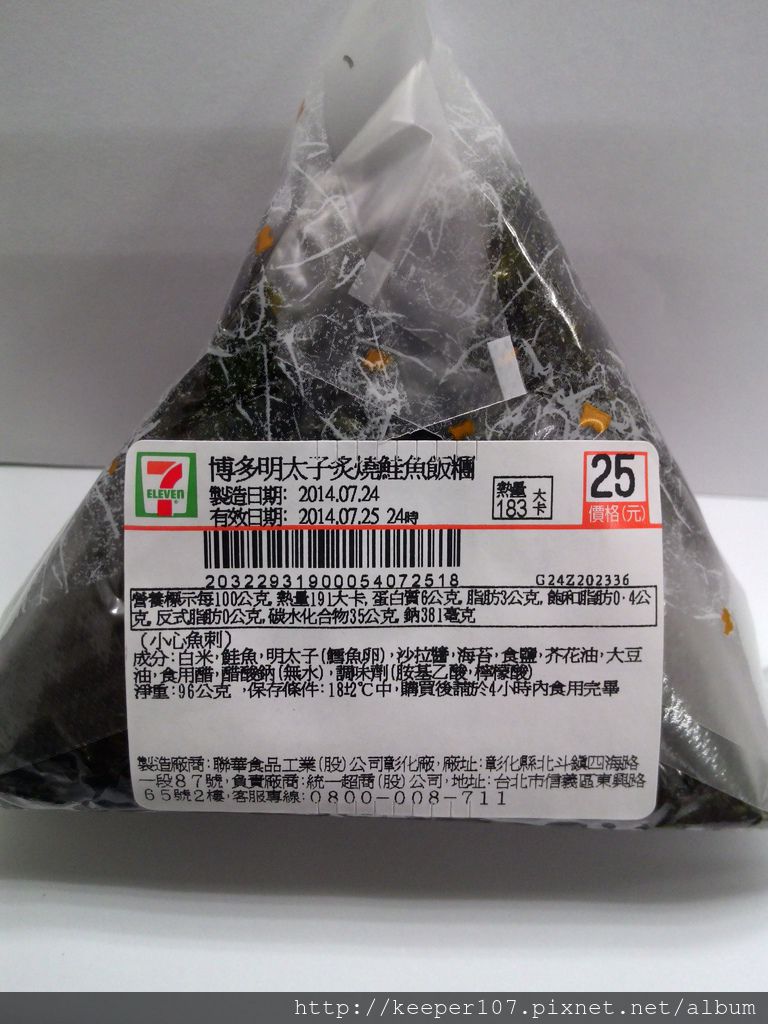 7
ELEVEN
博多明太子炙燒鮭魚飯糰
製造日期: 2014.07.24
有效日期: 2014.07.25 24時
熱量
183
大卡
25
價格(元)
2032293190005407 2518
G24Z202336
營養標示每100公克,熱量191大卡,蛋白質6公克,脂肪3公克,飽和脂肪0.4公
克,反式脂肪0公克,碳水化合物35公克,鈉381毫克
(小心魚刺)
成分:白米,鮭魚,明太子(鱈魚卵),沙拉醬,海苔,食鹽,芥花油,大豆
油,食用醋,醋酸鈉(無水),調味劑(胺基乙酸,檸檬酸)
淨重:96公克 ,保存條件:18±2℃中,購買後請於4小時內食用完畢
製造廠商:聯華食品工業(股)公司彰化廠,廠址:彰化縣北斗鎮四海路
一段87號,負責廠商:統一超商(股)公司,地址:台北市信義區東興路
65號2樓,客服專線:0800-008-711
http://keeper107.pixnet.net/album